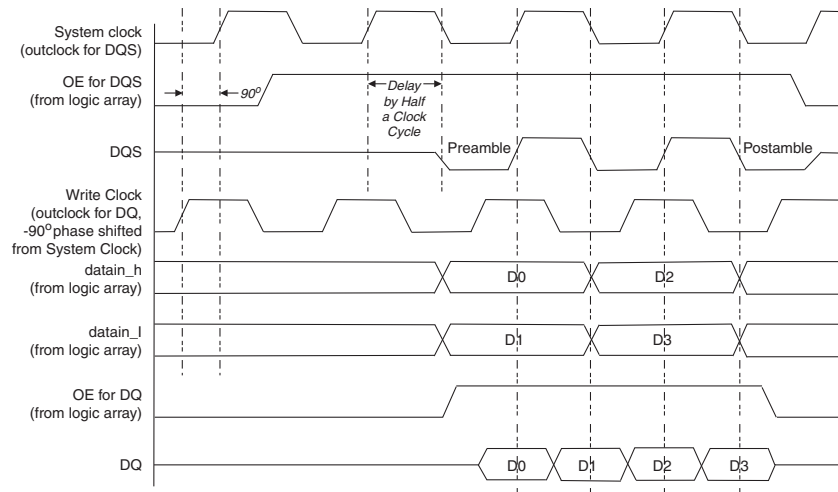 System clock
(outclock for DQS)
OE for DQS
(from logic array)
90o
Delay
by Half
a Clock
Cycle
DQS
Preamble
Postamble
Write Clock
(outclock for DQ,
-90o phase shifted
from System Clock)
datain_h
(from logic array)
D0
D2
datain_l
(from logic array)
D1
D3
OE for DQ
(from logic array)
DQ
D0
D1
D2
D3